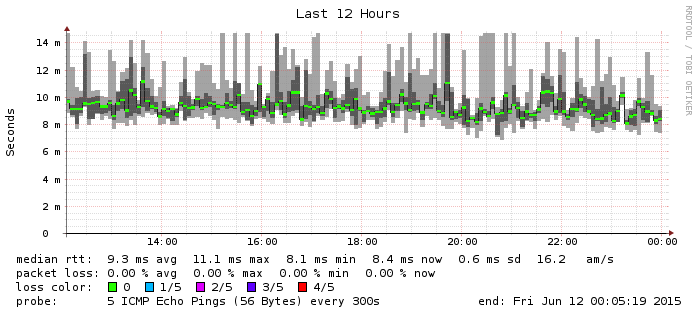 Last 12 Hours
RRDTOOL / TOBI OETIKER
Seconds
14 m
12 m
10 m
8 m
6 m
4 m
2 m
0
14:00 16:00 18:00 20:00 22:00 00:00
median rtt: 9.3 ms avg 11.1 ms max 8.1 ms min 8.4 ms now 0.6 ms sd 16.2 am/s
packet loss: 0.00 % avg 0.00 % max 0.00 % min 0.00 % now
loss color: 0 1/5 2/5 3/5 4/5
probe: 5 ICMP Echo Pings (56 Bytes) every 300s end: Fri Jun 12 00:05:19 2015